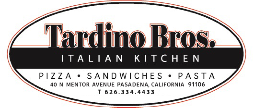 Tardino Bros.
ITALIAN KITCHEN
PIZZA • SANDWICHES • PASTA
40 N MENTOR AVENUE PASADENA, CALIFORNIA 91106
T 626.334.4433